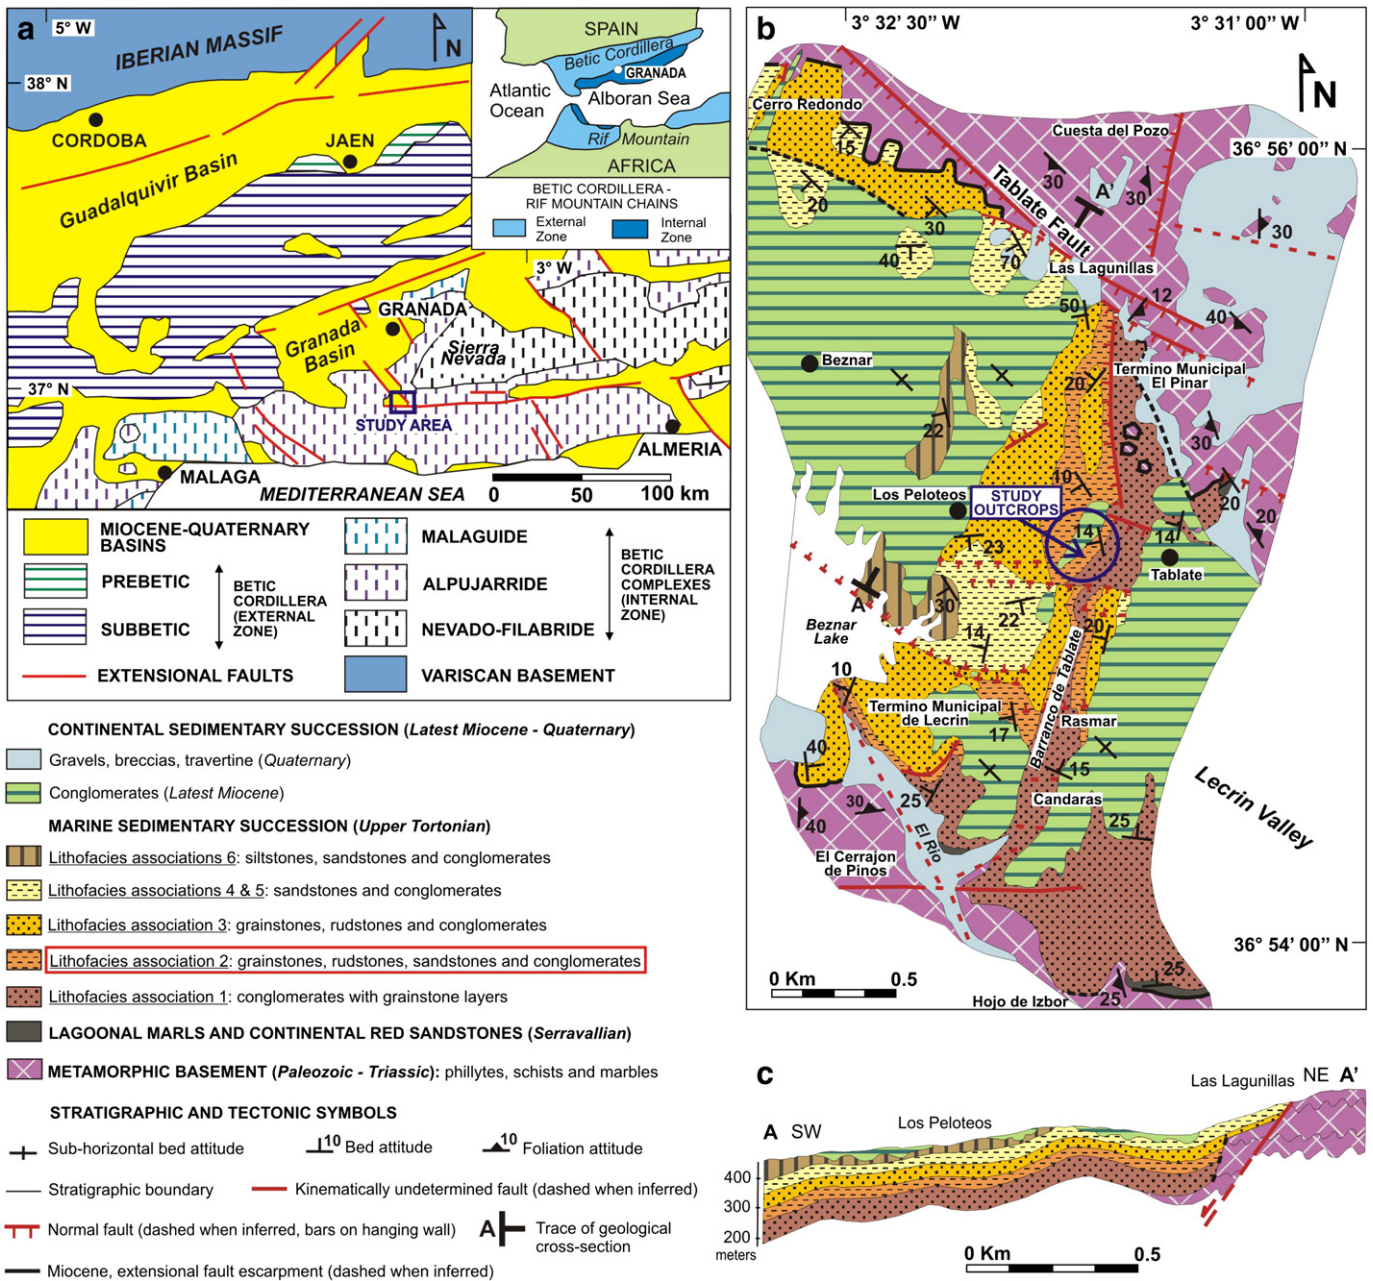 a
5° W
IBERIAN MASSIF
N
38° N
CORDOBA
JAEN
Guadalquivir Basin
SPAIN
Betic Cordillera
GRANADA
Atlantic
Ocean
Alboran Sea
Rif Mountain
AFRICA
BETIC CORDILLERA -
RIF MOUNTAIN CHAINS
External
Zone
Internal
Zone
3° W
GRANADA
Granada
Basin
Sierra
Nevada
37° N
STUDY AREA
ALMERIA
MALAGA
MEDITERRANEAN SEA
0 50 100 km
MIOCENE-QUATERNARY
BASINS
PREBETIC
SUBBETIC
BETIC
CORDILLERA
(EXTERNAL
ZONE)
EXTENSIONAL FAULTS
MALAGUIDE
ALPUJARRIDE
NEVADO-FILABRIDE
BETIC
CORDILLERA
COMPLEXES
(INTERNAL
ZONE)
VARISCAN BASEMENT
CONTINENTAL SEDIMENTARY SUCCESSION (Latest Miocene - Quaternary)
Gravels, breccias, travertine (Quaternary)
Conglomerates (Latest Miocene)
MARINE SEDIMENTARY SUCCESSION (Upper Tortonian)
Lithofacies associations 6: siltstones, sandstones and conglomerates
Lithofacies associations 4 & 5: sandstones and conglomerates
Lithofacies association 3: grainstones, rudstones and conglomerates
Lithofacies association 2: grainstones, rudstones, sandstones and conglomerates
Lithofacies association 1: conglomerates with grainstone layers
LAGOONAL MARLS AND CONTINENTAL RED SANDSTONES (Serravallian)
METAMORPHIC BASEMENT (Paleozoic - Triassic): phillytes, schists and marbles
STRATIGRAPHIC AND TECTONIC SYMBOLS
Sub-horizontal bed attitude
10 Bed attitude
10 Foliation attitude
Stratigraphic boundary
Kinematically undetermined fault (dashed when inferred)
Normal fault (dashed when inferred, bars on hanging wall)
A Trace of geological
cross-section
Miocene, extensional fault escarpment (dashed when inferred)
b
3° 32' 30'' W
3° 31' 00'' W
N
Cerro Redondo
15
Cuesta del Pozo
36° 56' 00'' N
30
A'
30
20
Tablate Fault
30
30
40
70
Las Lagunillas
50
12
40
Beznar
20
Termino Municipal
El Pinar
22
30
10
Los Peloteos
STUDY
OUTCROPS
20
20
14
14
23
Tablate
A
30
22
20
Beznar
Lake
14
10
Termino Municipal
de Lecrin
17
Barranco de Tablate
Rasmar
40
15
25
Candaras
Lecrin Valley
30
40
El Rio
25
El Cerrajon
de Pinos
36° 54' 00'' N
25
0 Km 0.5
Hojo de Izbor
25
c
Las Lagunillas NE A'
A SW
Los Peloteos
400
300
200
meters
0 Km 0.5